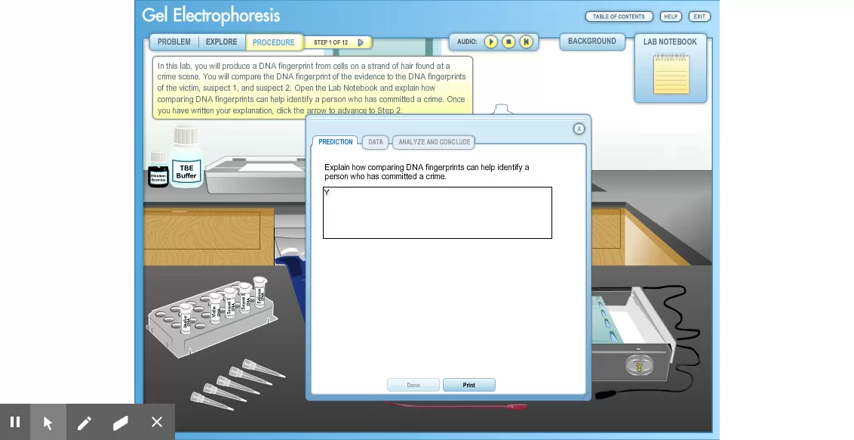 Gel Electrophoresis
TABLE OF CONTENTS
HELP
EXIT
PROBLEM
EXPLORE
PROCEDURE
STEP 1 OF 12
AUDIO:
BACKGROUND
LAB NOTEBOOK
In this lab, you will produce a DNA fingerprint from cells on a strand of hair found at a
crime scene. You will compare the DNA fingerprint of the evidence to the DNA fingerprints
of the victim, suspect 1, and suspect 2. Open the Lab Notebook and explain how
comparing DNA fingerprints can help identify a person who has committed a crime. Once
you have written your explanation, click the arrow to advance to Step 2.
X
PREDICTION
DATA
ANALYZE AND CONCLUDE
Explain how comparing DNA fingerprints can help identify a
person who has committed a crime.
Y
TBE
Buffer
Done
Print